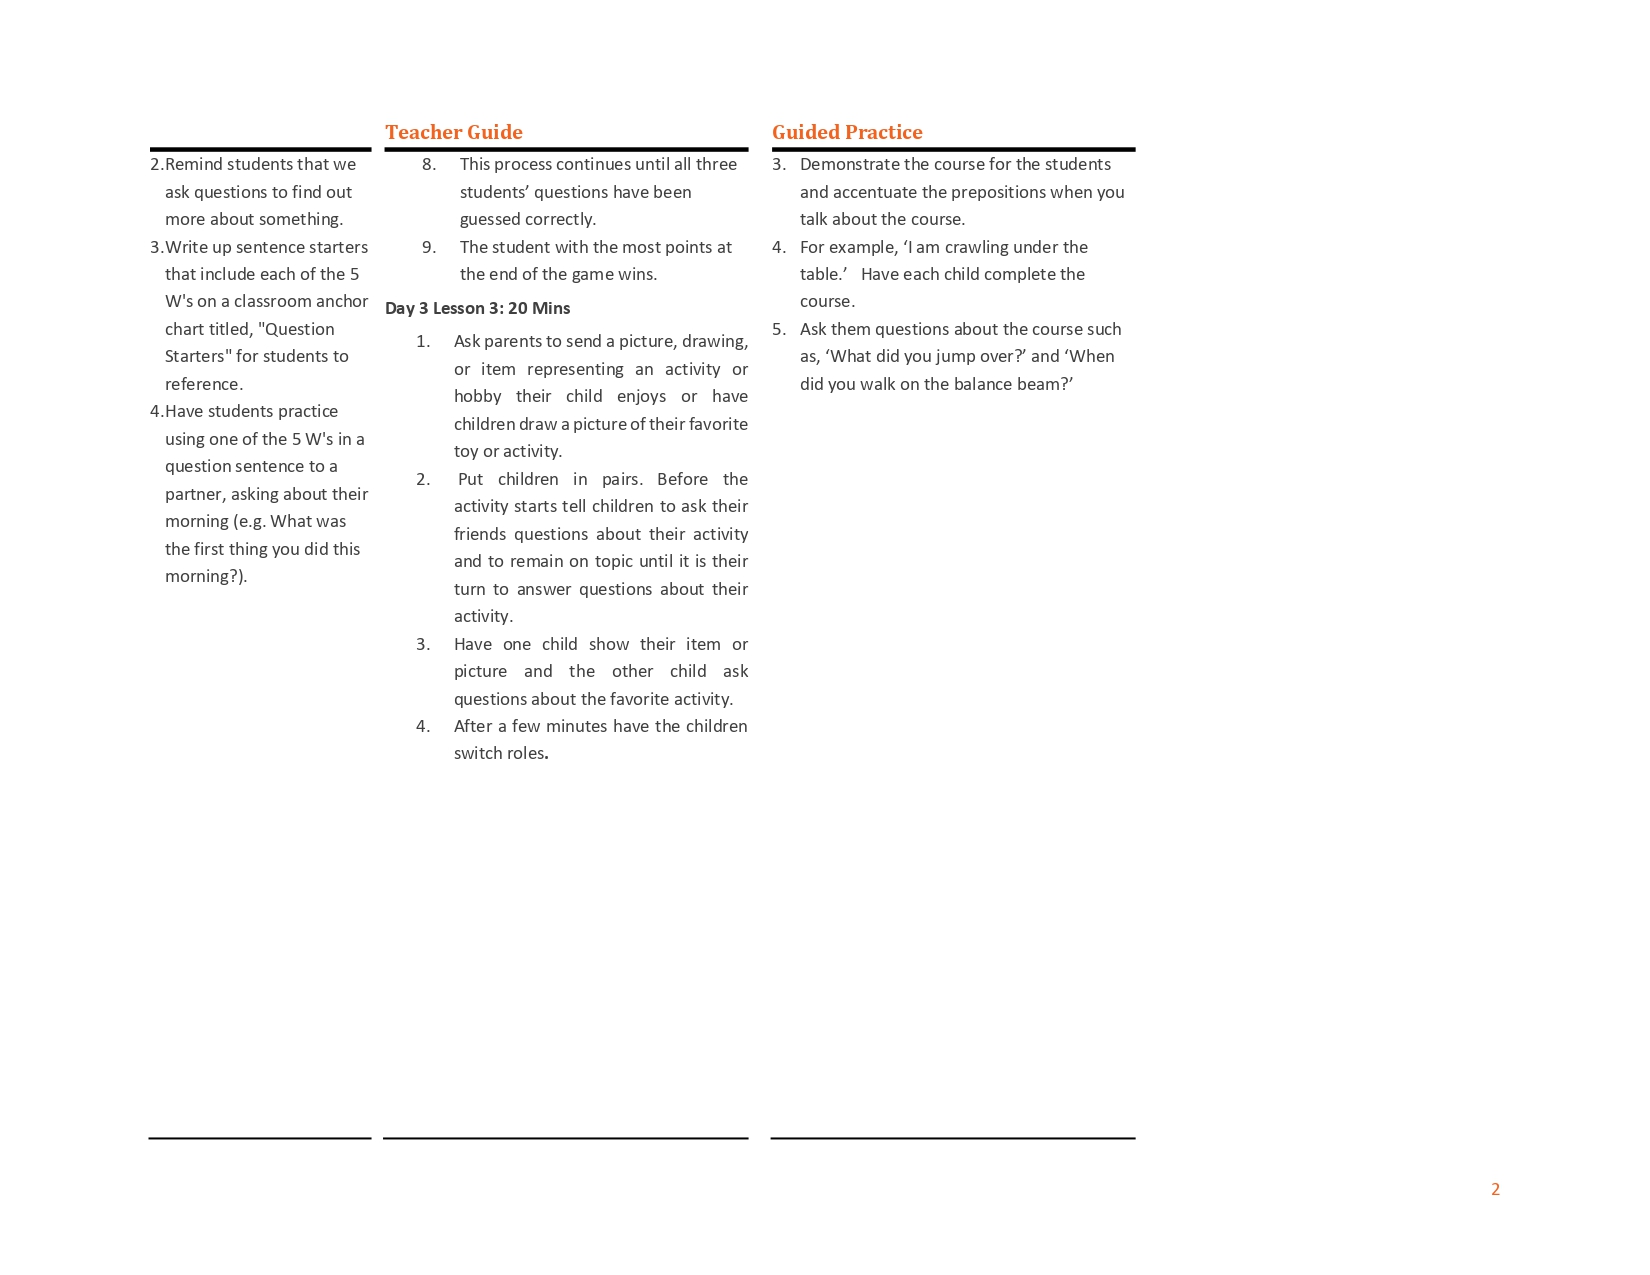 2.Remind students that we
ask questions to find out
more about something.
3.Write up sentence starters
that include each of the 5
W's on a classroom anchor
chart titled, "Question
Starters" for students to
reference.
4.Have students practice
using one of the 5 W's in a
question sentence to a
partner, asking about their
morning (e.g. What was
the first thing you did this
morning?).
Teacher Guide
8. This process continues until all three
students’ questions have been
guessed correctly.
9. The student with the most points at
the end of the game wins.
Day 3 Lesson 3: 20 Mins
1. Ask parents to send a picture, drawing,
or item representing an activity or
hobby their child enjoys or have
children draw a picture of their favorite
toy or activity.
2. Put children in pairs. Before the
activity starts tell children to ask their
friends questions about their activity
and to remain on topic until it is their
turn to answer questions about their
activity.
3. Have one child show their item or
picture and the other child ask
questions about the favorite activity.
4. After a few minutes have the children
switch roles.
Guided Practice
3. Demonstrate the course for the students
and accentuate the prepositions when you
talk about the course.
4. For example, ‘I am crawling under the
table.’ Have each child complete the
course.
5. Ask them questions about the course such
as, ‘What did you jump over?’ and ‘When
did you walk on the balance beam?’
2